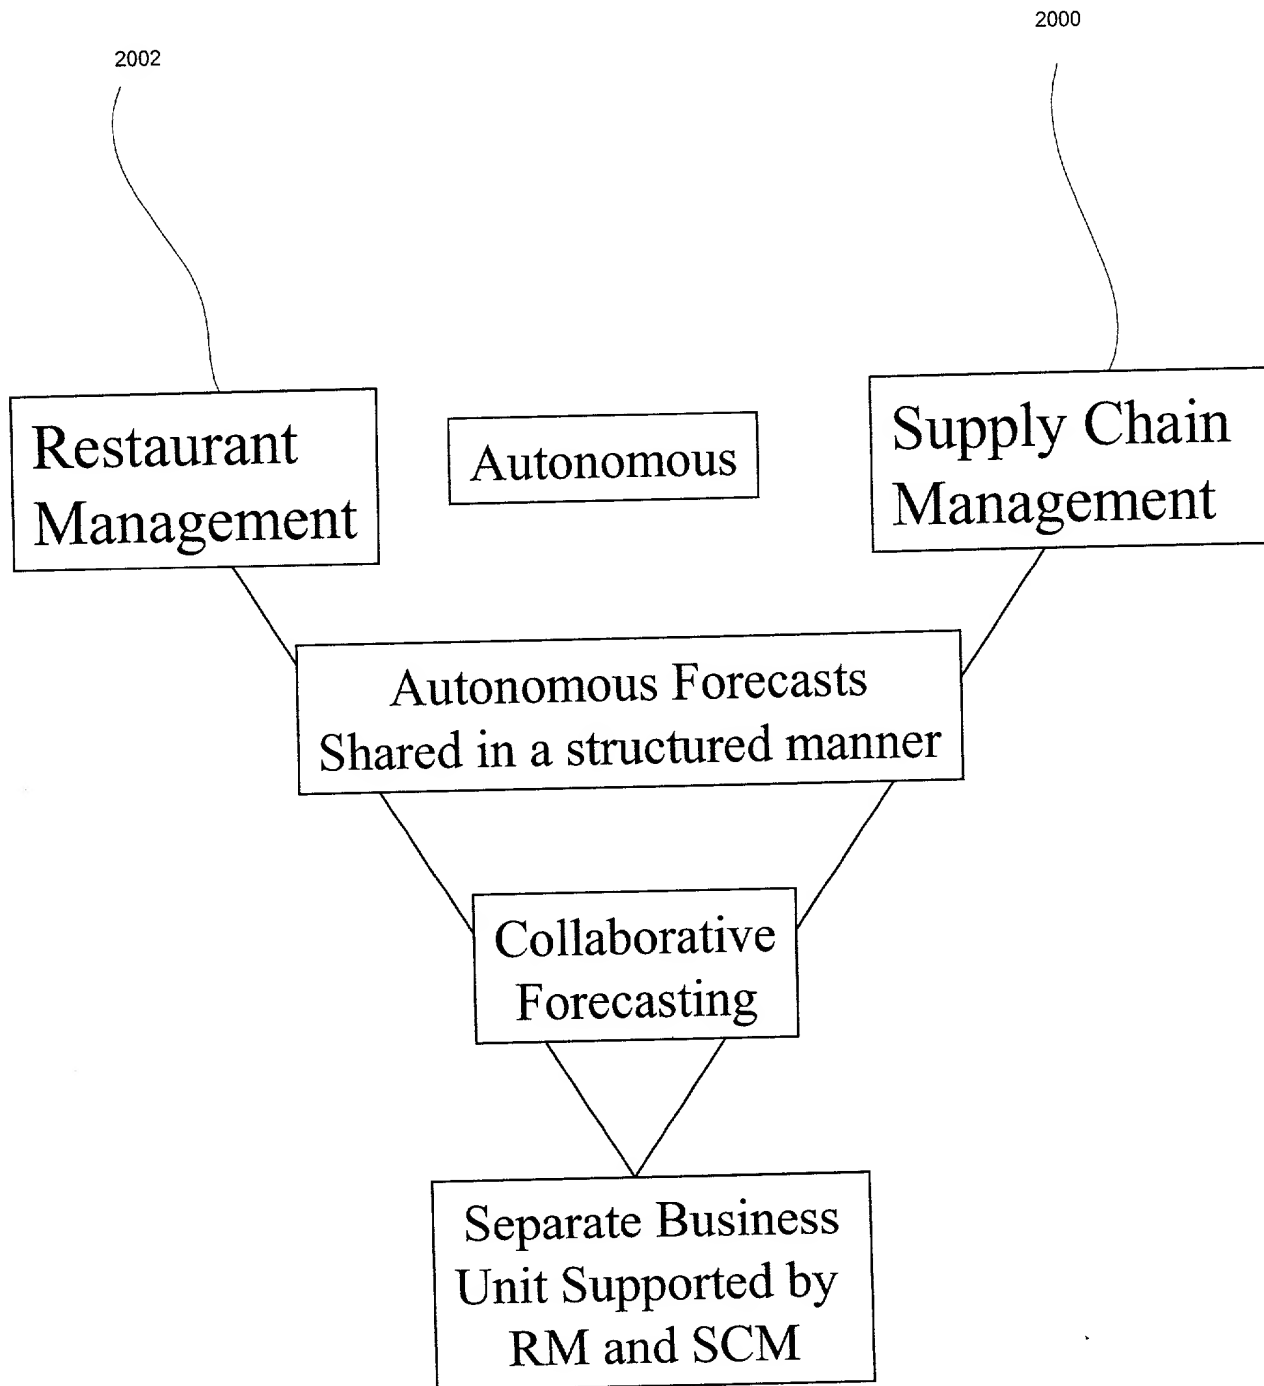 2002
2000
Restaurant
Management
Autonomous
Supply Chain
Management
Autonomous Forecasts
Shared in a structured manner
Collaborative
Forecasting
Separate Business
Unit Supported by
RM and SCM